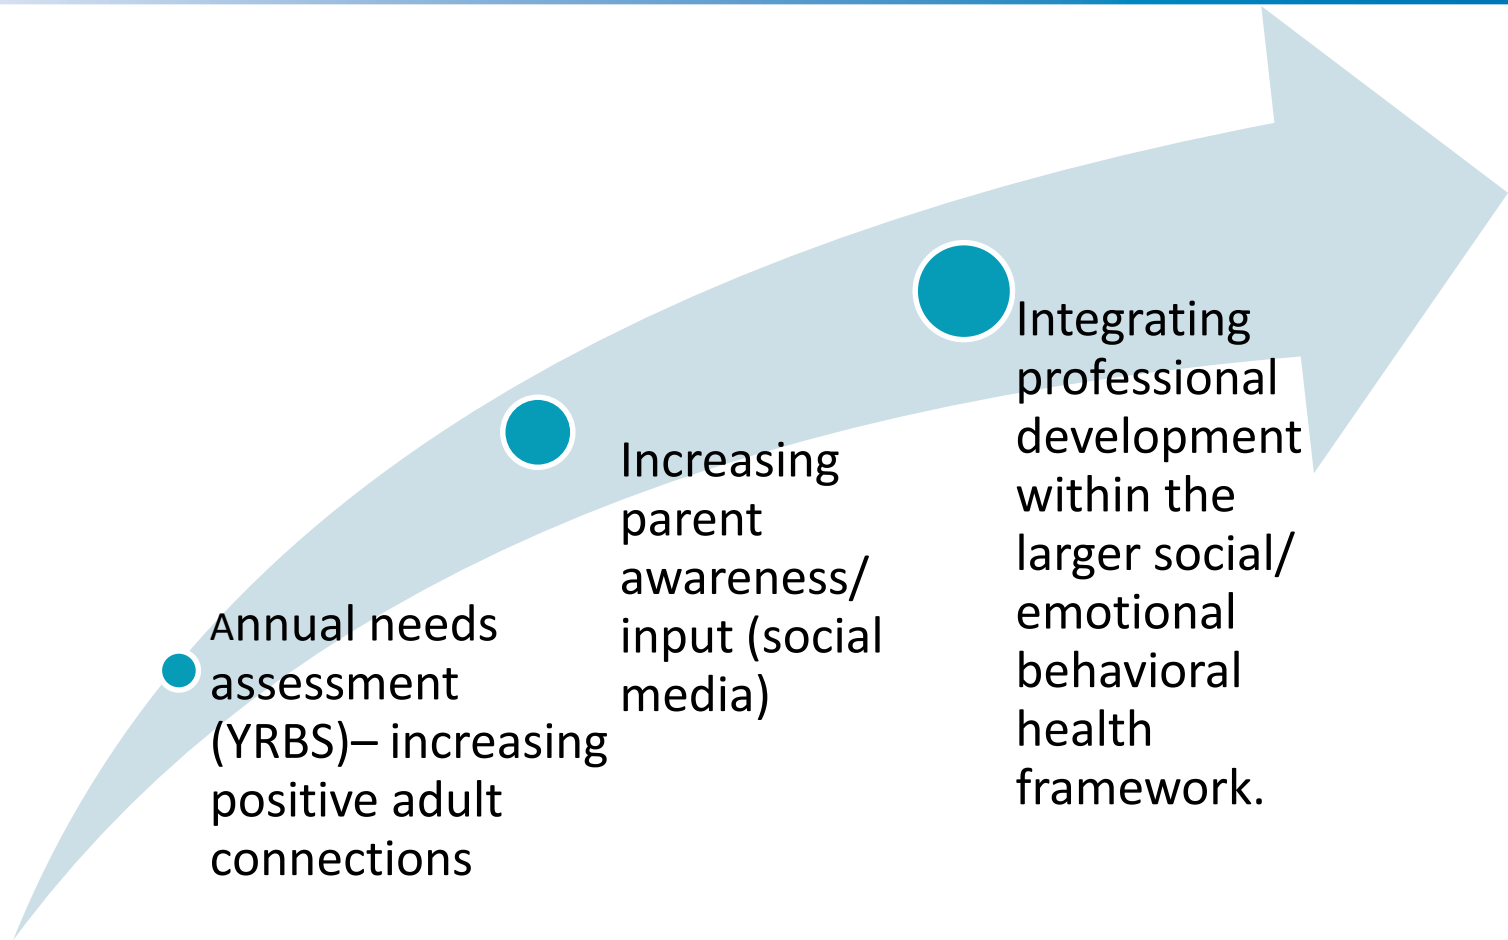 Annual needs
assessment
(YRBS)– increasing
positive adult
connections
Increasing
parent
awareness/
input (social
media)
Integrating
professional
development
within the
larger social/
emotional
behavioral
health
framework.